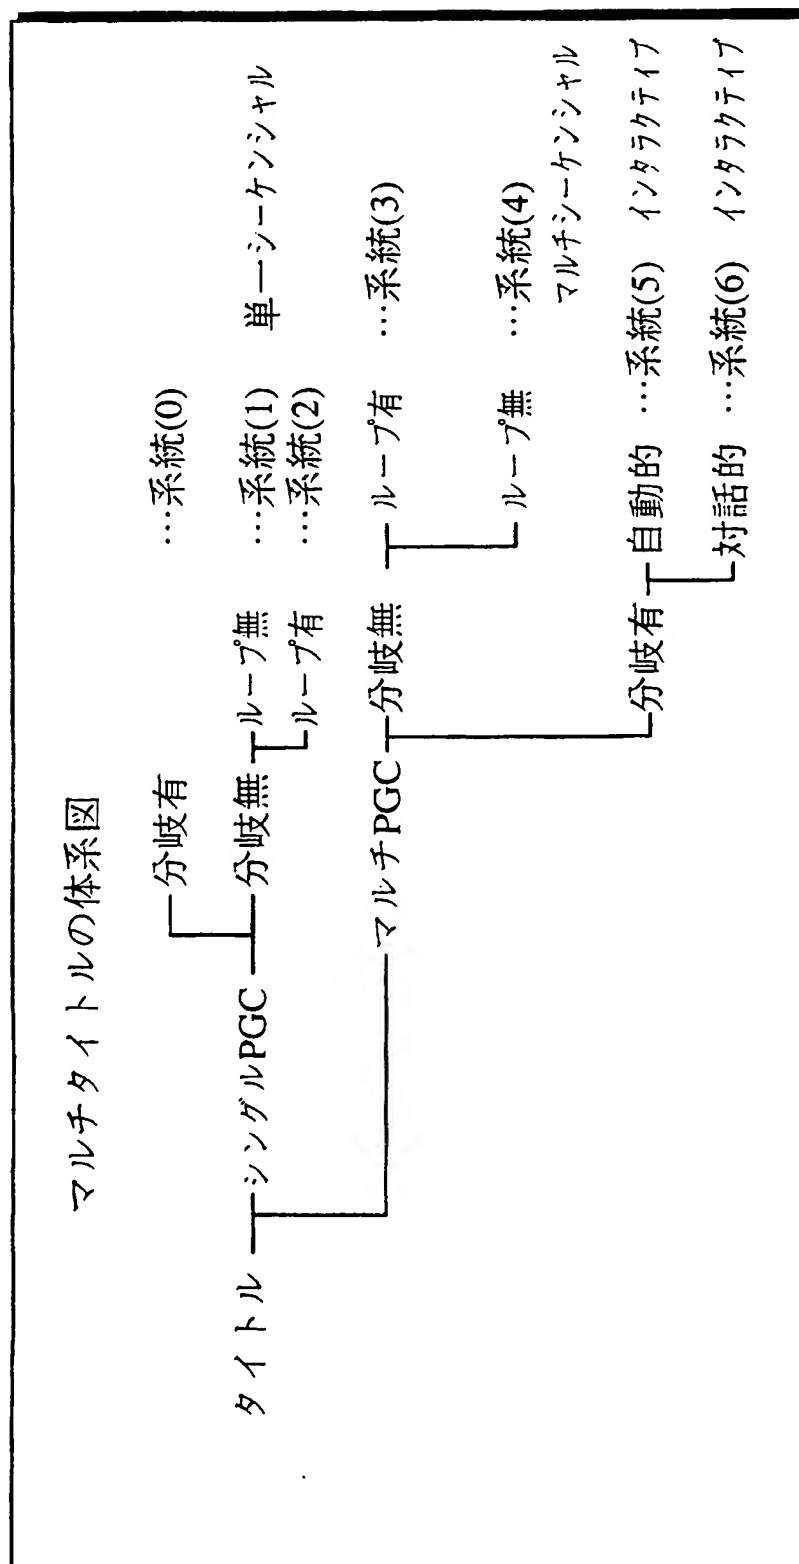 マルチタイトルの体系図
分岐有 …系統(0)
タイトル シングルPGC 分岐無 ループ無 …系統(1) 単一シーケンシャル
ループ有 …系統(2)
マルチPGC 分岐無 ループ有 …系統(3)
ループ無 …系統(4)
マルチシーケンシャル
分岐有 自動的 …系統(5) インタラクティブ
対話的 …系統(6) インタラクティブ